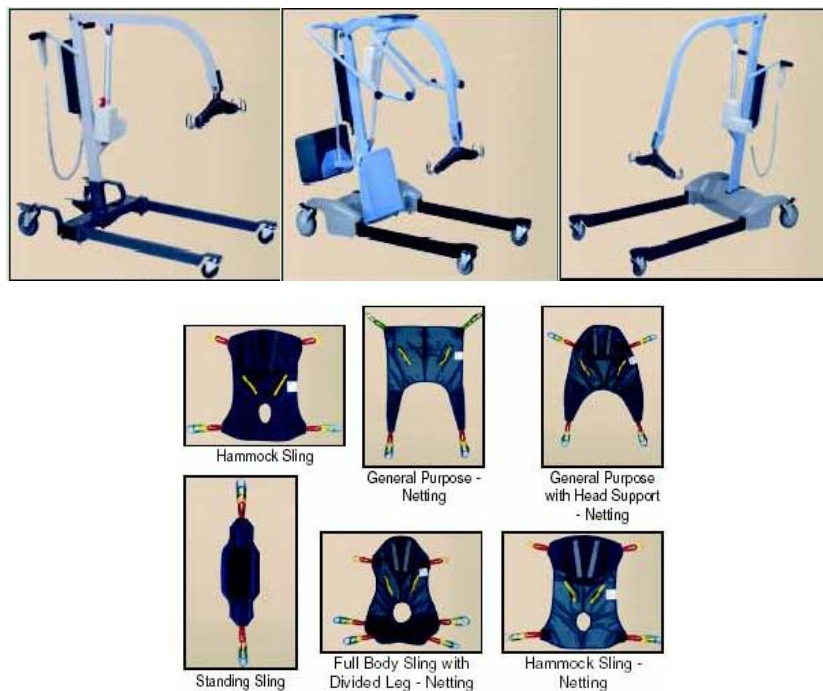 Hammock Sling
General Purpose -
Netting
General Purpose
with Head Support
- Netting
Standing Sling
Full Body Sling with
Divided Leg - Netting
Hammock Sling -
Netting